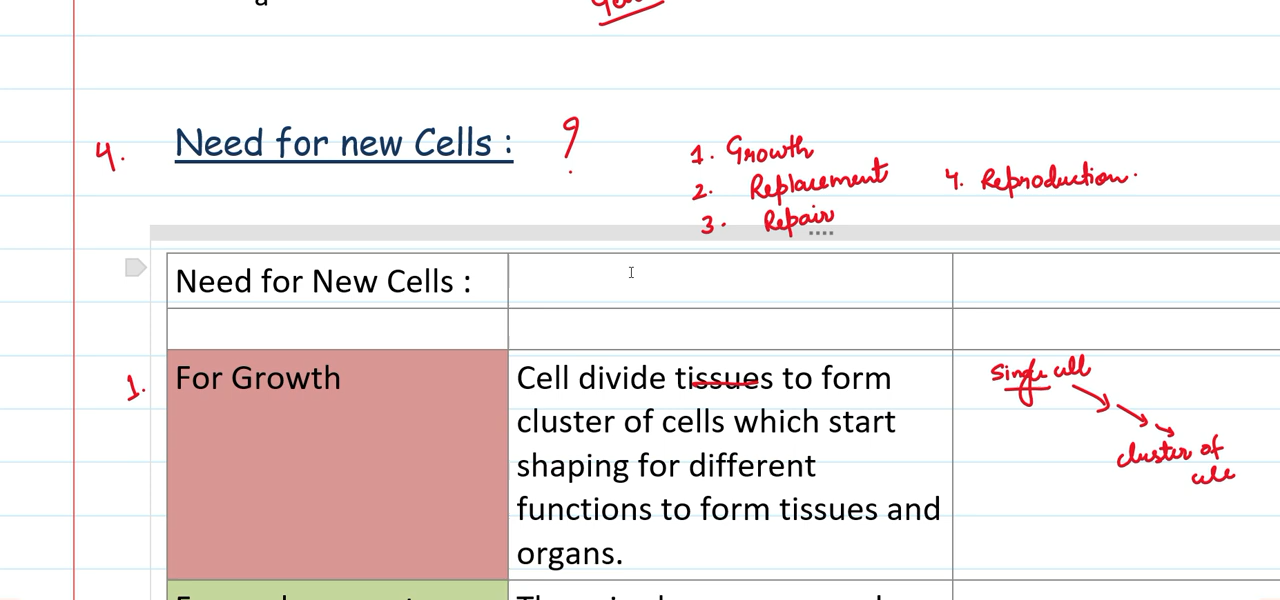 4. Need for new Cells : ?
1. Growth
2. Replacement
3. Repair
4. Reproduction.
Need for New Cells :
1. For Growth
Cell divide tissues to form
cluster of cells which start
shaping for different
functions to form tissues and
organs.
Single cell
cluster of